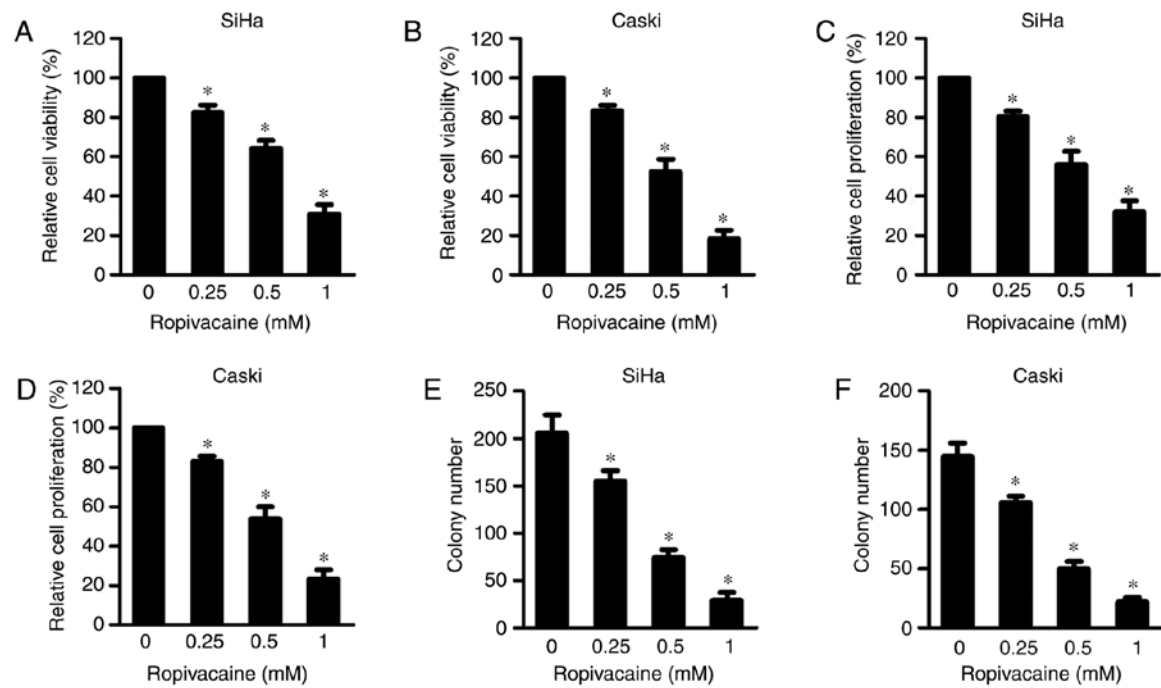 A
SiHa
Relative cell viability (%)
120
100
80
60
40
20
0
* * *
0 0.25 0.5 1
Ropivacaine (mM)
B
Caski
Relative cell viability (%)
120
100
80
60
40
20
0
* * *
0 0.25 0.5 1
Ropivacaine (mM)
C
SiHa
Relative cell proliferation (%)
120
100
80
60
40
20
0
* * *
0 0.25 0.5 1
Ropivacaine (mM)
D
Caski
Relative cell proliferation (%)
120
100
80
60
40
20
0
* * *
0 0.25 0.5 1
Ropivacaine (mM)
E
SiHa
Colony number
250
200
150
100
50
0
* * *
0 0.25 0.5 1
Ropivacaine (mM)
F
Caski
Colony number
200
150
100
50
0
* * *
0 0.25 0.5 1
Ropivacaine (mM)